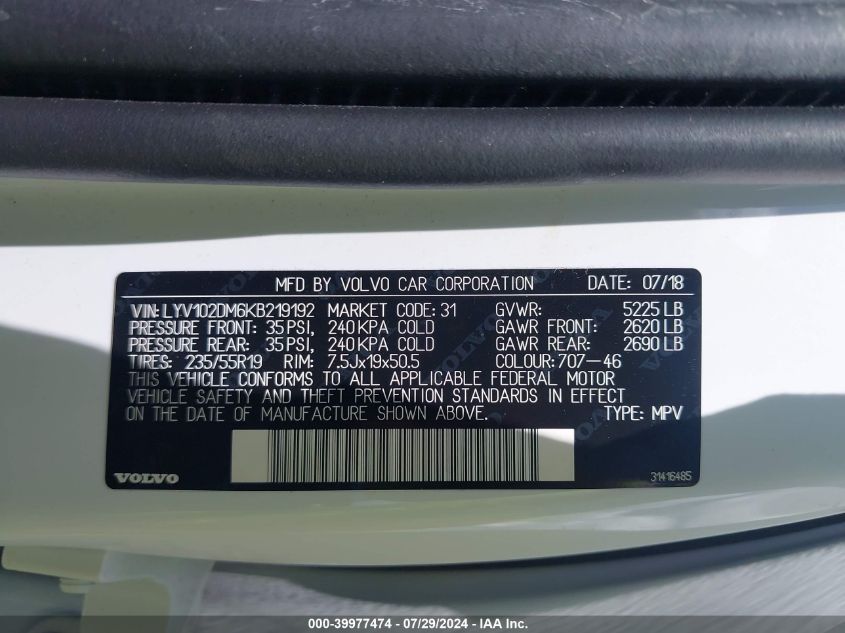 MFD BY VOLVO CAR CORPORATION DATE: 07/18
VIN: LYV102DM6KB219192 MARKET CODE: 31 GVWR: 5225 LB
PRESSURE FRONT: 35 PSI, 240 KPA COLD GAWR FRONT: 2620 LB
PRESSURE REAR: 35 PSI, 240 KPA COLD GAWR REAR: 2690 LB
TIRES: 235/55R19 RIM: 7.5Jx19x50.5 COLOUR: 707-46
THIS VEHICLE CONFORMS TO ALL APPLICABLE FEDERAL MOTOR
VEHICLE SAFETY AND THEFT PREVENTION STANDARDS IN EFFECT
ON THE DATE OF MANUFACTURE SHOWN ABOVE. TYPE: MPV
VOLVO 31416485
000-39977474 - 07/29/2024 - IAA Inc.